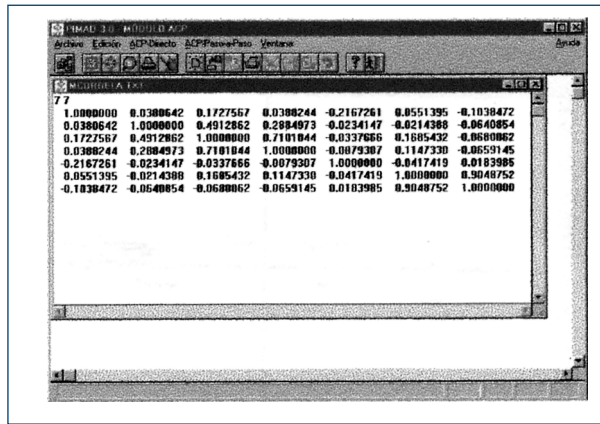 PIMAD 3.0 - MÓDULO ACP
Archivo Edición ACP-Directo ACP-Paso-a-Paso Ventana Ayuda
7 7
1.0000000 0.0380642 0.1727567 0.0388244 -0.2167261 0.0551395 -0.1038472
0.0380642 1.0000000 0.4912862 0.2884973 -0.0234147 -0.0214388 -0.0640854
0.1727567 0.4912862 1.0000000 0.7101044 -0.0337666 0.1685432 -0.0680062
0.0388244 0.2884973 0.7101044 1.0000000 -0.0079307 0.1147330 -0.0659145
-0.2167261 -0.0234147 -0.0337666 -0.0079307 1.0000000 -0.0417419 0.0183985
0.0551395 -0.0214388 0.1685432 0.1147330 -0.0417419 1.0000000 0.9048752
-0.1038472 -0.0640854 -0.0680062 -0.0659145 0.0183985 0.9048752 1.0000000